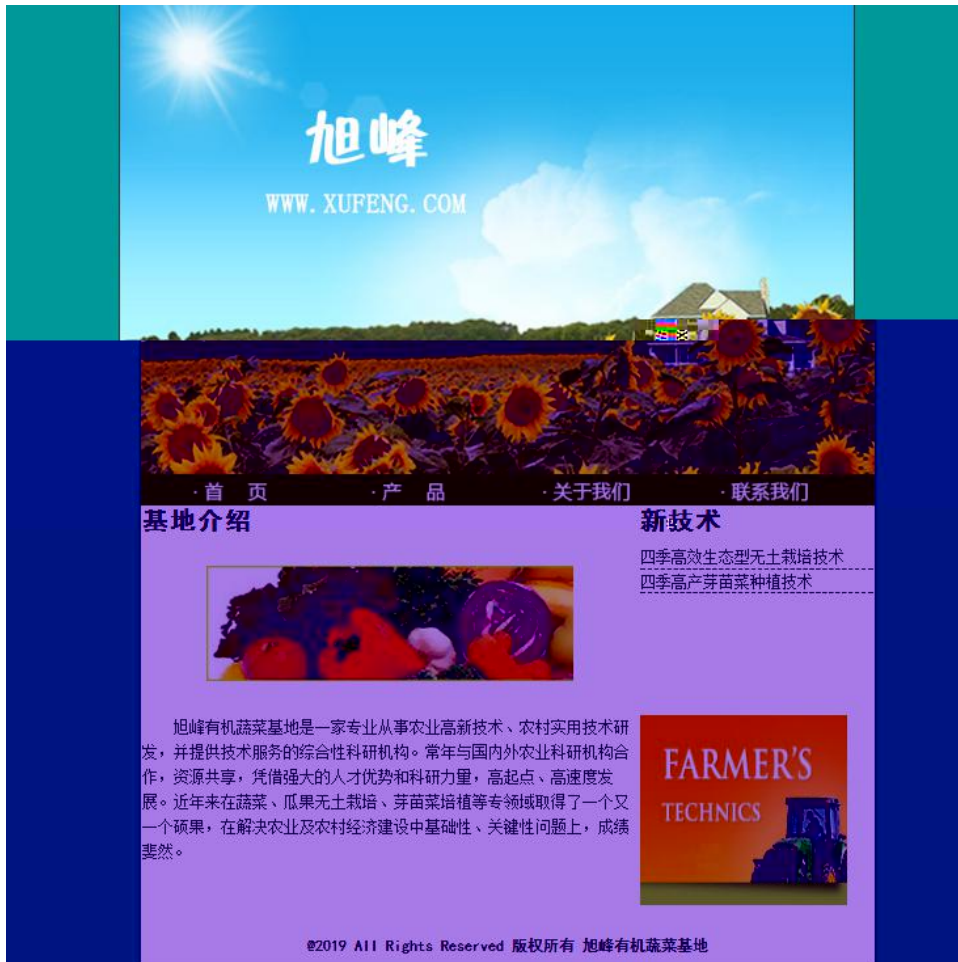 旭峰
WWW. XUFENG. COM
·首 页 ·产 品 ·关于我们 ·联系我们
基地介绍
新技术
四季高效生态型无土栽培技术
四季高产芽苗菜种植技术
旭峰有机蔬菜基地是一家专业从事农业高新技术、农村实用技术研
发，并提供技术服务的综合性科研机构。常年与国内外农业科研机构合
作，资源共享，凭借强大的人才优势和科研力量，高起点、高速度发
展。近年来在蔬菜、瓜果无土栽培、芽苗菜培植等专领域取得了一个又
一个硕果，在解决农业及农村经济建设中基础性、关键性问题上，成绩
斐然。
FARMER'S
TECHNICS
@2019 All Rights Reserved 版权所有 旭峰有机蔬菜基地